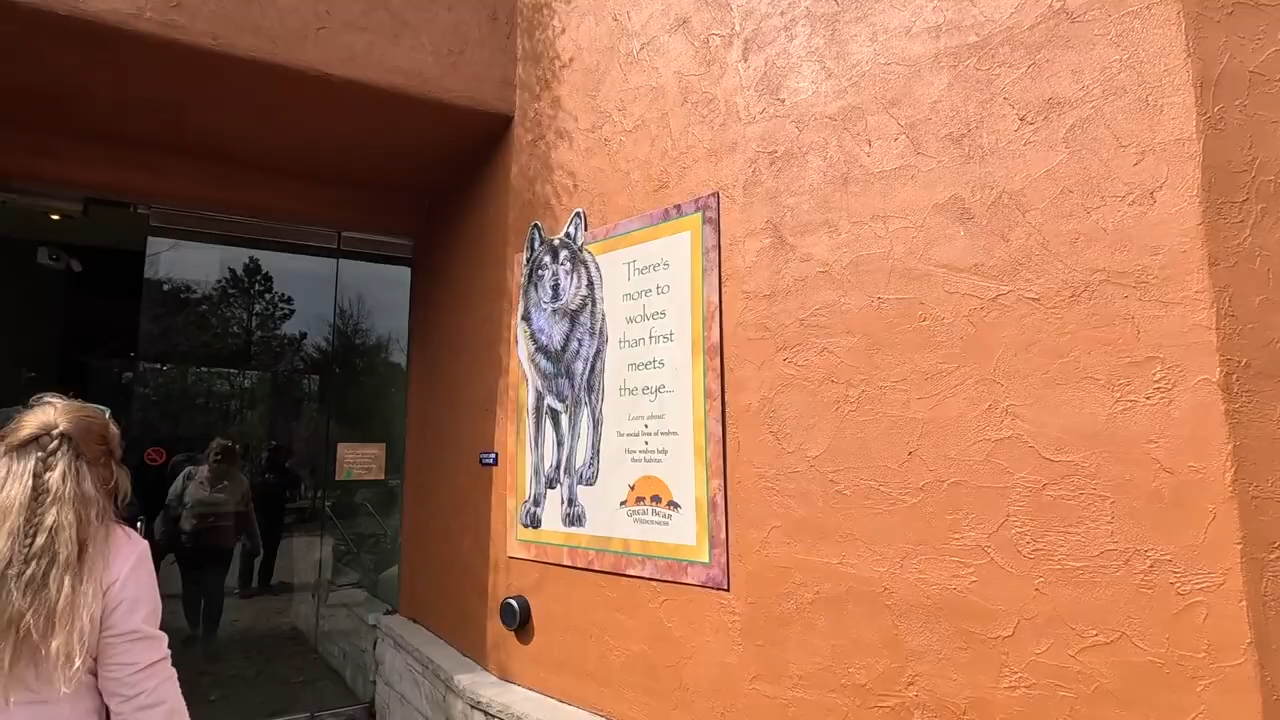 There's
more to
wolves
than first
meets
the eye...
Learn about:
The social lives of wolves.
How wolves help
their habitat.
Great Bear
Wilderness